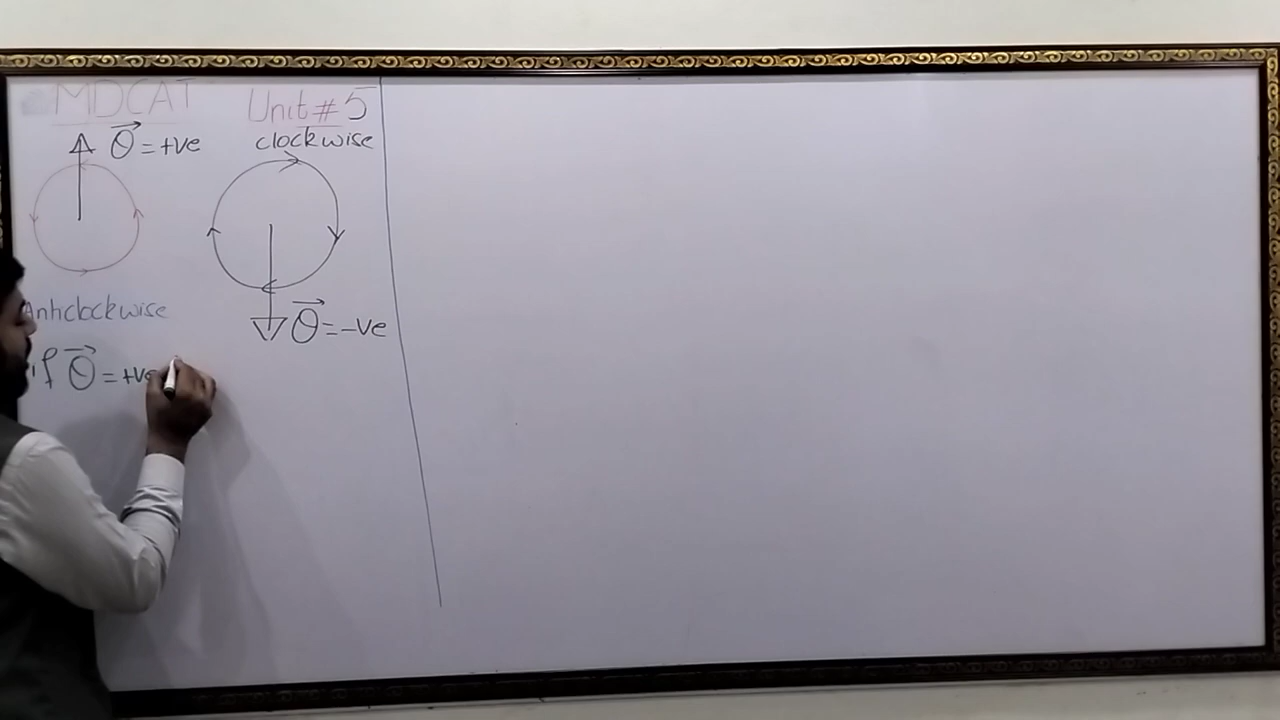 MDCAT
Unit # 5
θ = +ve
clockwise
Anticlockwise
θ = -ve
if θ = +ve